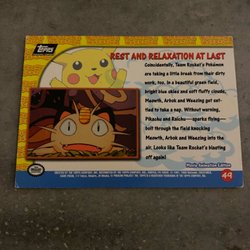 Topps
REST AND RELAXATION AT LAST
Coincidentally, Team Rocket's Pokémon
are taking a little break from their dirty
work, too. In a beautiful green field,
bright blue skies and soft fluffy clouds,
Meowth, Arbok and Weezing get set
to take a nap. Without warning,
Pikachu and Raichu—sparks flying—
bolt through the field knocking
Meowth, Arbok and Weezing into
the air. Looks like Team Rocket's
blasting off again!
Movie Animation Edition
49